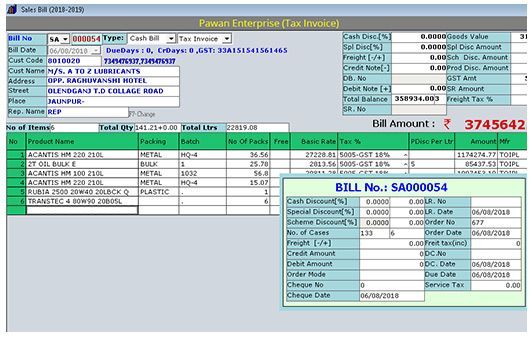 Sales Bill (2018-2019)
Pawan Enterprise (Tax Invoice)
Bill No SA 000054 Type: Cash Bill Tax Invoice
Bill Date 06/08/2018 DueDays : 0, CrDays : 0, GST: 33A151541561465
Cust Code 8010020 7349476937,7349476937
Cust Name M/S. A TO Z LUBRICANTS
Address OPP. RAGHUVANSHI HOTEL
Street OLENDGANJ T.D COLLAGE ROAD
Place JAUNPUR-
Rep. Name REP F7-Change
Cash Disc.[%] 0.0000 Goods Value
Spl Disc[%] 0.0000 Spl Disc Amount
Freight [-/+] 0.00 Sch Disc. Amount
Credit Note[-] 0.00 Prod Disc. Amount
DB. No GST Amt
Debit Note [+] 0.00 SR Amount
Total Balance 358934.003 Freight Tax %
SR. No
No of Items 6 Total Qty 141.21+0.00 Total Ltrs 22819.08
Bill Amount : ₹ 3745642
No Product Name Packing Batch No Of Packs Free Basic Rate Tax % PDisc Per Ltr Amount Mfr
1 ACANTIS HM 220 210L METAL HQ-4 36.56 27228.81 5005-GST 18% 1174274.77 TOIPL
2 2T OIL BULK E BULK 1 25.78 2813.56 5005-GST 18% 5 85437.53 TOIPL
3 ACANTIS HM 100 210L METAL 1032 56.8
4 ACANTIS HM 220 210L METAL HQ-4 15.07
5 RUBIA 2500 20W40 20LBCK Q PLASTIC . 1
6 TRANSTEC 4 80W90 20B05L . 6
BILL No.: SA000054
Cash Discount[%] 0.0000 0.00 LR. No
Special Discount[%] 0.0000 0.00 LR. Date 06/08/2018
Scheme Discount[%] 0.0000 0.00 Order No 677
No. of Cases 133 6 Order Date 06/08/2018
Freight [-/+] 0.00 Freit tax(inc) 0
Credit Amount 0 DC.No
Debit Amount 0 DC. Date 06/08/2018
Order Mode Due Date 06/08/2018
Cheque No 0 Service Tax 0.00
Cheque Date 06/08/2018